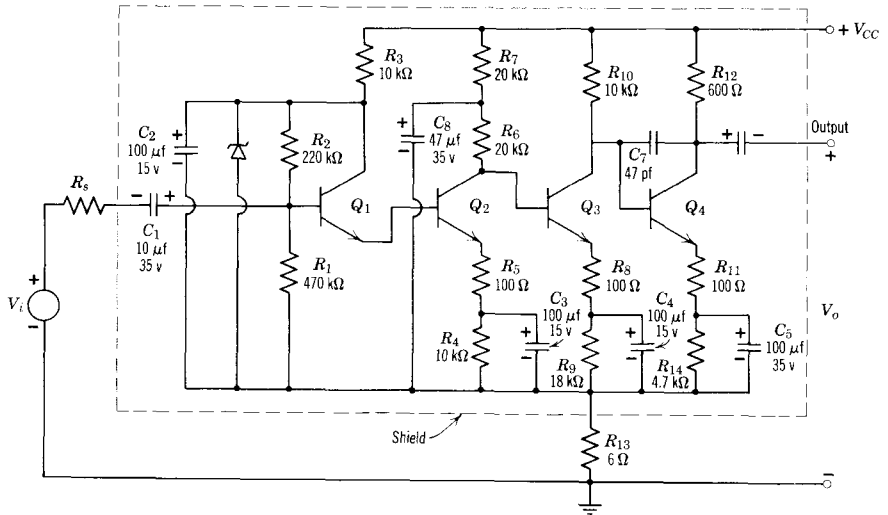 + V_CC
R_3
10 kΩ
R_7
20 kΩ
R_10
10 kΩ
R_12
600 Ω
C_2
100 μf
15 v
R_2
220 kΩ
C_8
47 μf
35 v
R_6
20 kΩ
C_7
47 pf
Output
R_s
C_1
10 μf
35 v
Q_1
Q_2
Q_3
Q_4
R_1
470 kΩ
R_5
100 Ω
R_8
100 Ω
R_11
100 Ω
V_i
R_4
10 kΩ
C_3
100 μf
15 v
R_9
18 kΩ
C_4
100 μf
15 v
R_14
4.7 kΩ
C_5
100 μf
35 v
V_o
Shield
R_13
6 Ω